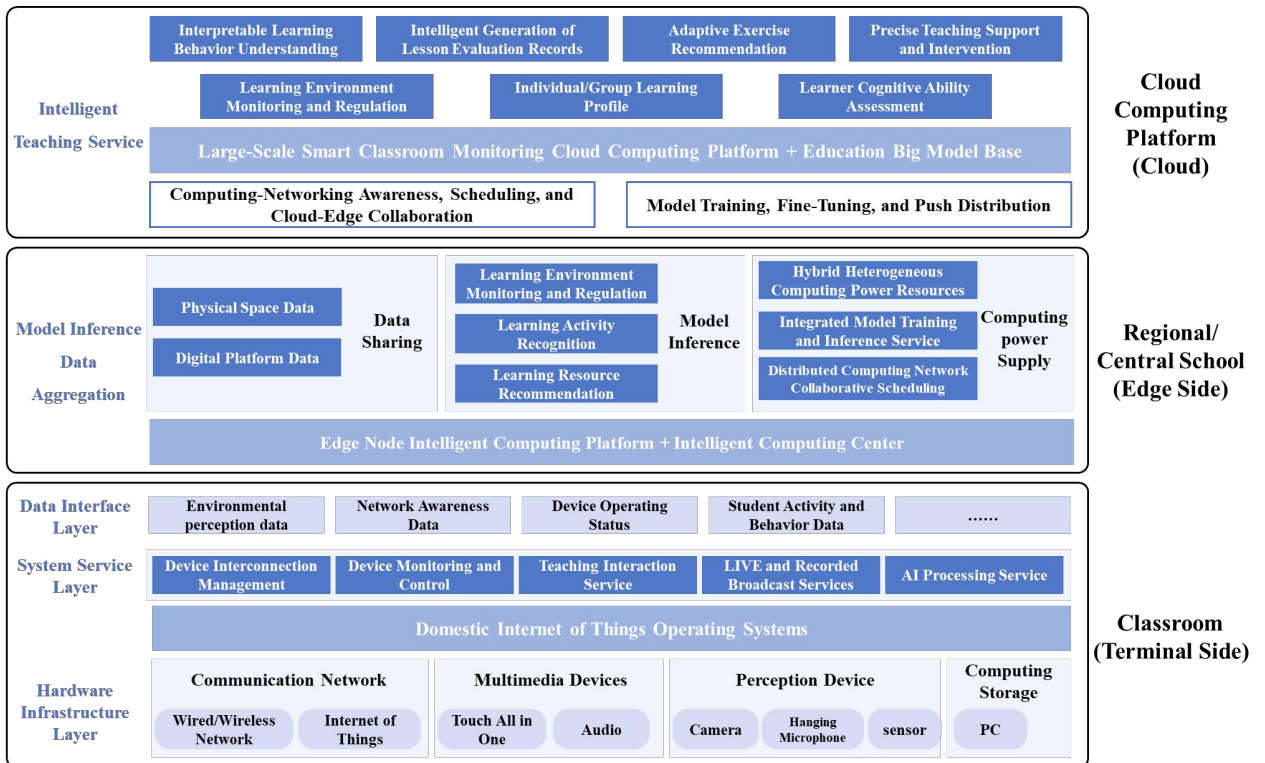 Interpretable Learning
Behavior Understanding
Intelligent Generation of
Lesson Evaluation Records
Adaptive Exercise
Recommendation
Precise Teaching Support
and Intervention
Learning Environment
Monitoring and Regulation
Individual/Group Learning
Profile
Learner Cognitive Ability
Assessment
Intelligent
Teaching Service
Large-Scale Smart Classroom Monitoring Cloud Computing Platform + Education Big Model Base
Computing-Networking Awareness, Scheduling, and
Cloud-Edge Collaboration
Model Training, Fine-Tuning, and Push Distribution
Cloud
Computing
Platform
(Cloud)
Model Inference
Data
Aggregation
Physical Space Data
Digital Platform Data
Data
Sharing
Learning Environment
Monitoring and Regulation
Learning Activity
Recognition
Learning Resource
Recommendation
Model
Inference
Hybrid Heterogeneous
Computing Power Resources
Integrated Model Training
and Inference Service
Distributed Computing Network
Collaborative Scheduling
Computing
power
Supply
Edge Node Intelligent Computing Platform + Intelligent Computing Center
Regional/
Central School
(Edge Side)
Data Interface
Layer
Environmental
perception data
Network Awareness
Data
Device Operating
Status
Student Activity and
Behavior Data
......
System Service
Layer
Device Interconnection
Management
Device Monitoring and
Control
Teaching Interaction
Service
LIVE and Recorded
Broadcast Services
AI Processing Service
Domestic Internet of Things Operating Systems
Hardware
Infrastructure
Layer
Communication Network
Wired/Wireless
Network
Internet of
Things
Multimedia Devices
Touch All in
One
Audio
Perception Device
Camera
Hanging
Microphone
sensor
Computing
Storage
PC
Classroom
(Terminal Side)